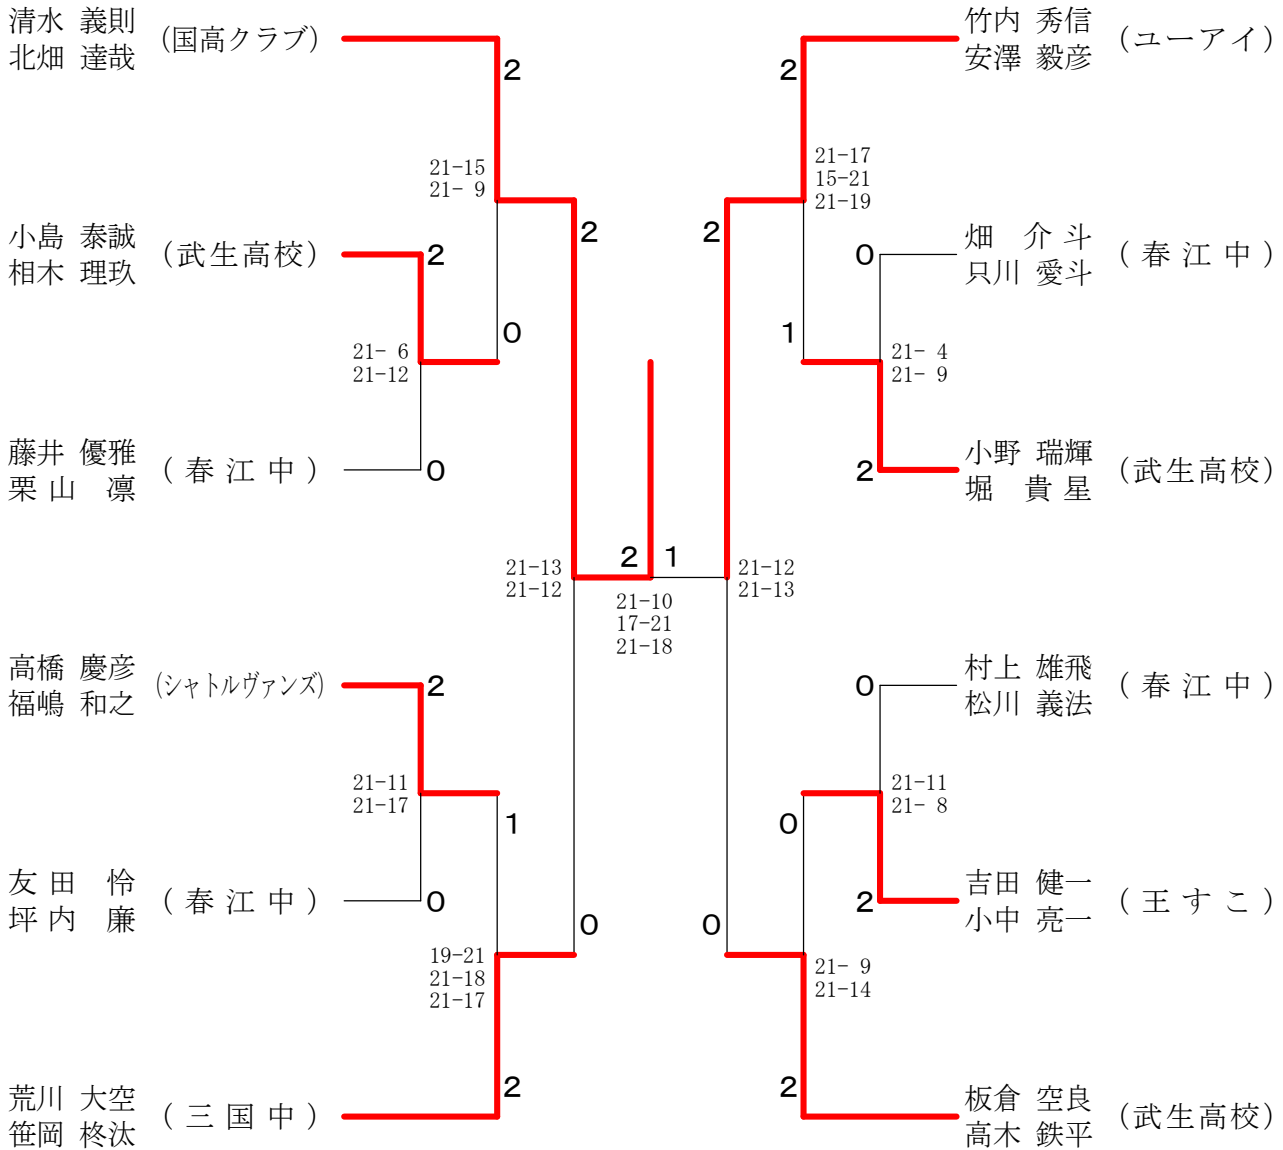 清水 義則
北畑 達哉
(国高クラブ)
2
21-15
21- 9
小島 泰誠
相木 理玖
(武生高校)
2
0
21- 6
21-12
藤井 優雅
栗山 凛
(春江中)
0
2
21-13
21-12
高橋 慶彦
福嶋 和之
(シャトルヴァンズ)
2
21-11
21-17
1
友田 怜
坪内 廉
(春江中)
0
19-21
21-18
21-17
0
荒川 大空
笹岡 柊汰
(三国中)
2
2
1
21-10
17-21
21-18
竹内 秀信
安澤 毅彦
(ユーアイ)
2
21-17
15-21
21-19
2
畑 介斗
只川 愛斗
(春江中)
0
1
21- 4
21- 9
小野 瑞輝
堀 貴星
(武生高校)
2
21-12
21-13
村上 雄飛
松川 義法
(春江中)
0
21-11
21- 8
0
吉田 健一
小中 亮一
(王すこ)
2
0
21- 9
21-14
板倉 空良
高木 鉄平
(武生高校)
2